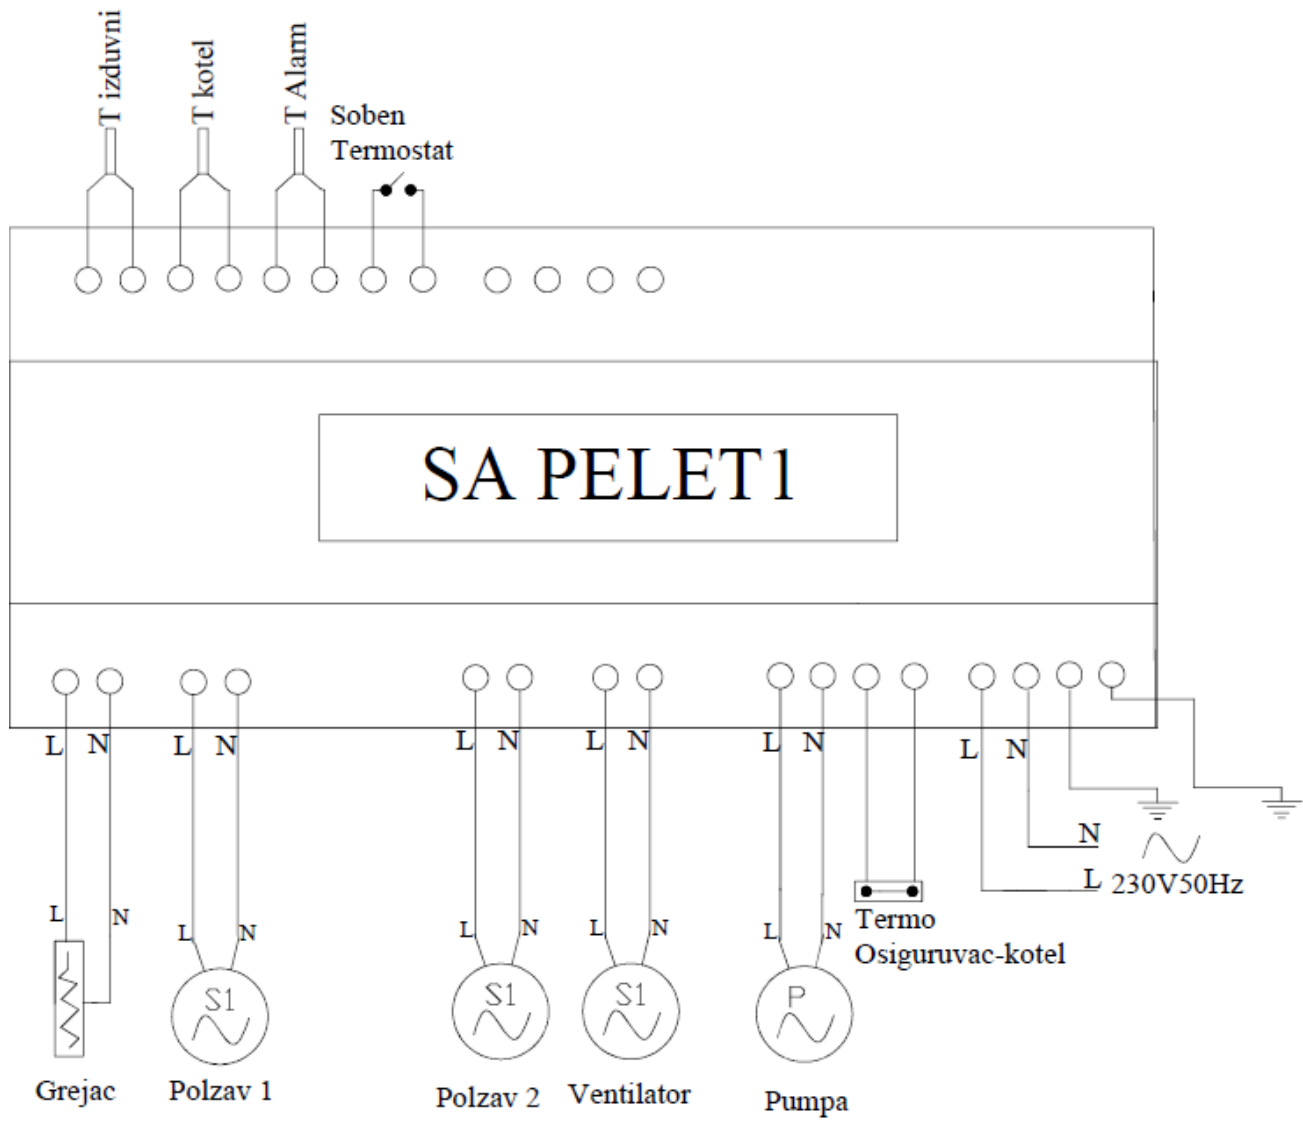 T izduvni
T kotel
T Alarm
Soben
Termostat
SA PELET1
L N
L N
L N
L N
L N
L N
N
L 230V50Hz
L N
L N
L N
L N
L N
Termo
Osiguruvac-kotel
S1
S1
S1
P
Grejac
Polzav 1
Polzav 2
Ventilator
Pumpa